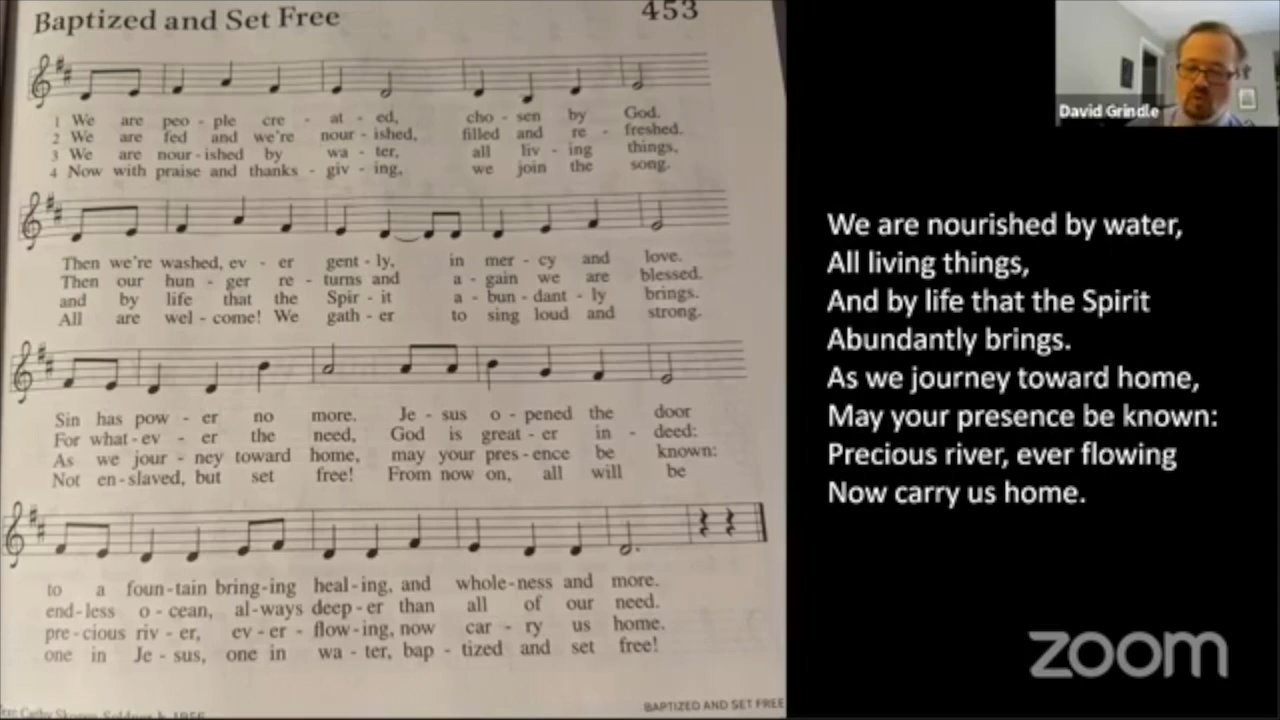 Baptized and Set Free 453
1 We are peo - ple cre - at - ed, cho - sen by God.
2 We are fed and we're nour - ished, filled and re - freshed.
3 We are nour - ished by wa - ter, all liv - ing things,
4 Now with praise and thanks - giv - ing, we join the song.
Then we're washed, ev - er gent - ly, in mer - cy and love.
Then our hun - ger re - turns and a - gain we are blessed.
and by life that the Spir - it a - bun - dant - ly brings.
All are wel - come! We gath - er to sing loud and strong.
Sin has pow - er no more. Je - sus o - pened the door
For what - ev - er the need, God is great - er in - deed:
As we jour - ney toward home, may your pres - ence be known:
Not en - slaved, but set free! From now on, all will be
to a foun - tain bring - ing heal - ing, and whole - ness and more.
end - less o - cean, al - ways deep - er than all of our need.
pre - cious riv - er, ev - er - flow - ing, now car - ry us home.
one in Je - sus, one in wa - ter, bap - tized and set free!
BAPTIZED AND SET FREE
David Grindle
We are nourished by water,
All living things,
And by life that the Spirit
Abundantly brings.
As we journey toward home,
May your presence be known:
Precious river, ever flowing
Now carry us home.
zoom